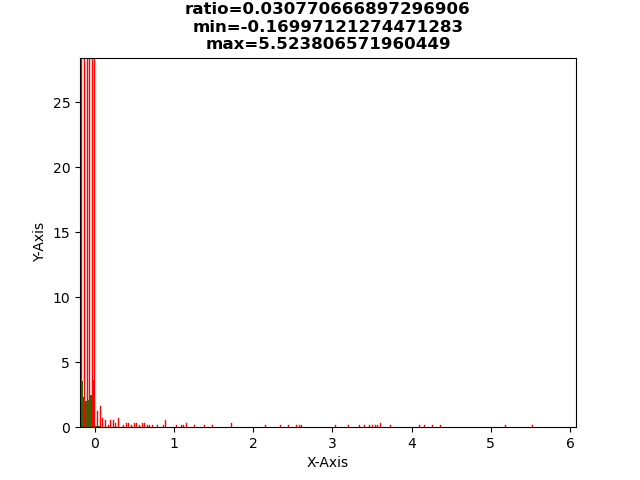 ratio=0.030770666897296906
min=-0.16997121274471283
max=5.523806571960449
25
20
15
10
5
0
Y-Axis
0 1 2 3 4 5 6
X-Axis